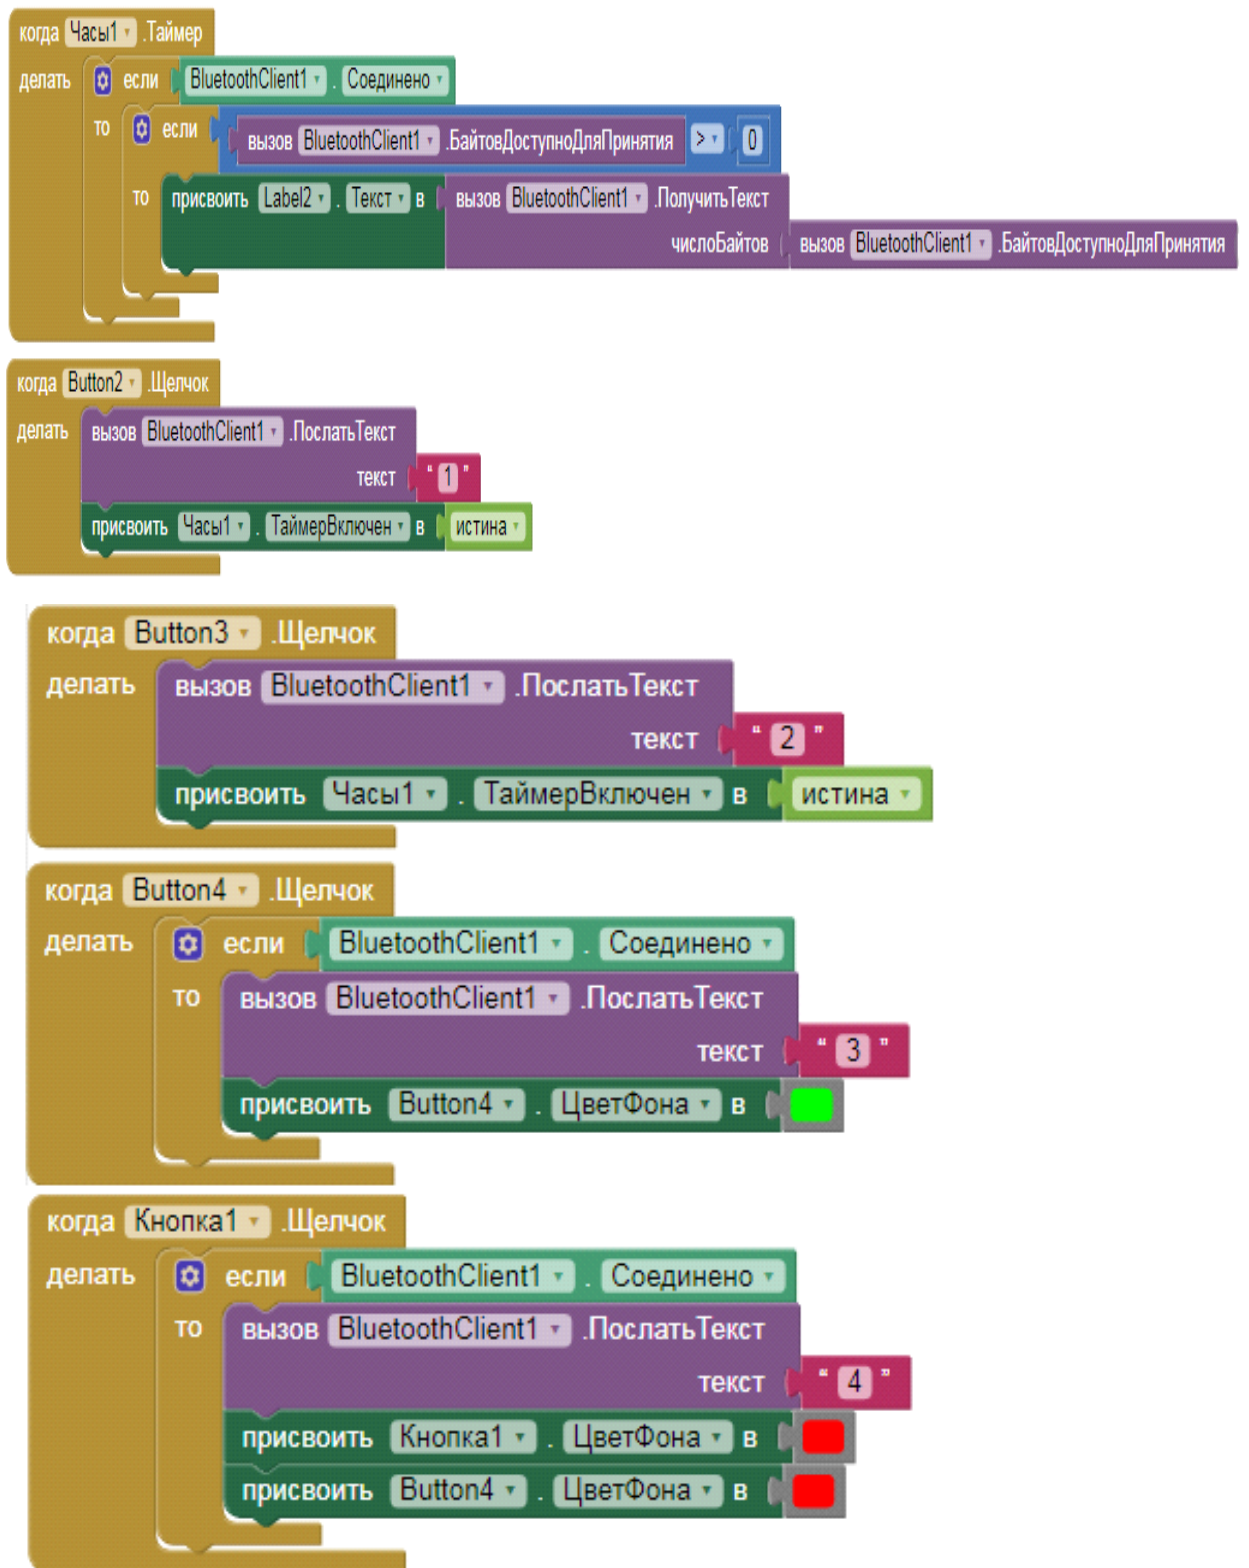 когда Часы1 .Таймер
делать если BluetoothClient1 . Соединено
то если вызов BluetoothClient1 .БайтовДоступноДляПринятия > 0
то присвоить Label2 . Текст в вызов BluetoothClient1 .ПолучитьТекст
числоБайтов вызов BluetoothClient1 .БайтовДоступноДляПринятия
когда Button2 .Щелчок
делать вызов BluetoothClient1 .ПослатьТекст
текст " 1 "
присвоить Часы1 . ТаймерВключен в истина
когда Button3 .Щелчок
делать вызов BluetoothClient1 .ПослатьТекст
текст " 2 "
присвоить Часы1 . ТаймерВключен в истина
когда Button4 .Щелчок
делать если BluetoothClient1 . Соединено
то вызов BluetoothClient1 .ПослатьТекст
текст " 3 "
присвоить Button4 . ЦветФона в
когда Кнопка1 .Щелчок
делать если BluetoothClient1 . Соединено
то вызов BluetoothClient1 .ПослатьТекст
текст " 4 "
присвоить Кнопка1 . ЦветФона в
присвоить Button4 . ЦветФона в